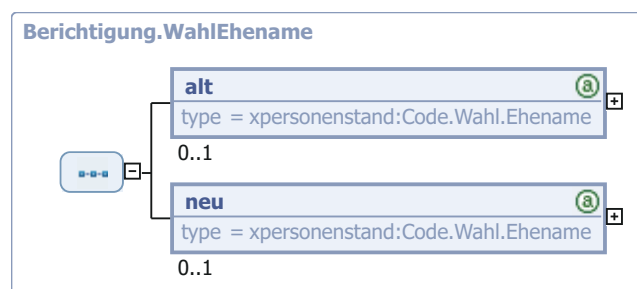 Berichtigung.WahlEhename
alt
type = xpersonenstand:Code.Wahl.Ehename
0..1
neu
type = xpersonenstand:Code.Wahl.Ehename
0..1